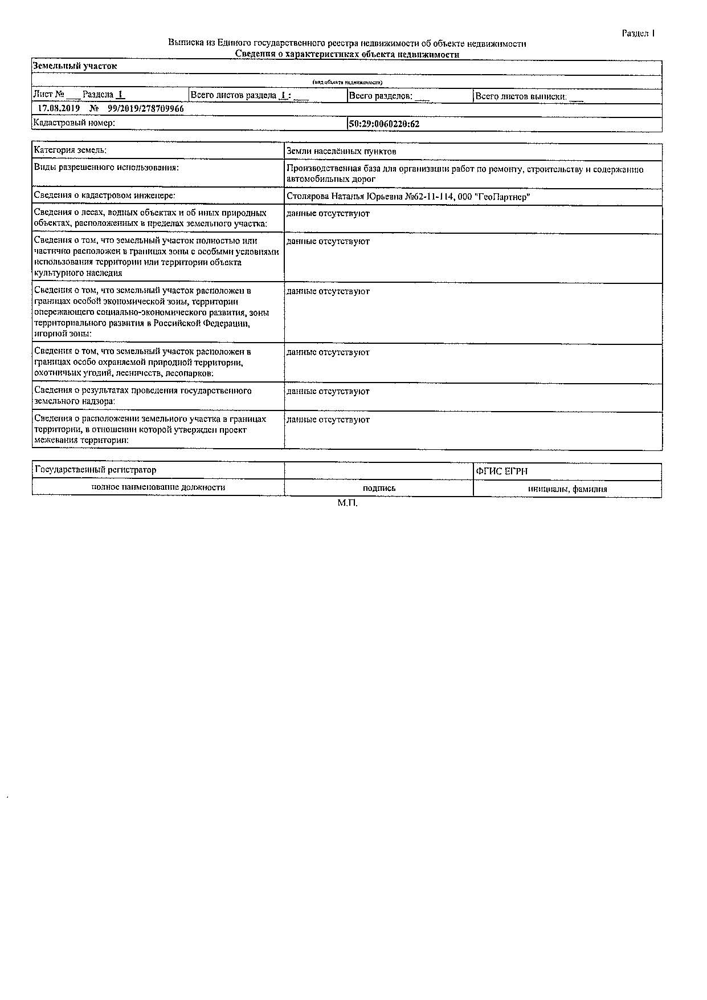 Раздел 1
Выписка из Единого государственного реестра недвижимости об объекте недвижимости
Сведения о характеристиках объекта недвижимости
Земельный участок
(вид объекта недвижимости)
Лист № ___ Раздела 1 Всего листов раздела 1 : ___ Всего разделов: ___ Всего листов выписки: ___
17.08.2019 № 99/2019/278709966
Кадастровый номер: 50:29:0060220:62
Категория земель: Земли населённых пунктов
Виды разрешенного использования: Производственная база для организации работ по ремонту, строительству и содержанию
автомобильных дорог
Сведения о кадастровом инженере: Столярова Наталья Юрьевна №62-11-114, 000 "ГеоПартнер"
Сведения о лесах, водных объектах и об иных природных данные отсутствуют
объектах, расположенных в пределах земельного участка:
Сведения о том, что земельный участок полностью или данные отсутствуют
частично расположен в границах зоны с особыми условиями
использования территории или территории объекта
культурного наследия
Сведения о том, что земельный участок расположен в данные отсутствуют
границах особой экономической зоны, территории
опережающего социально-экономического развития, зоны
территориального развития в Российской Федерации,
игорной зоны:
Сведения о том, что земельный участок расположен в данные отсутствуют
границах особо охраняемой природной территории,
охотничьих угодий, лесничеств, лесопарков:
Сведения о результатах проведения государственного данные отсутствуют
земельного надзора:
Сведения о расположении земельного участка в границах данные отсутствуют
территории, в отношении которой утвержден проект
межевания территории:
Государственный регистратор ФГИС ЕГРН
полное наименование должности подпись инициалы, фамилия
М.П.